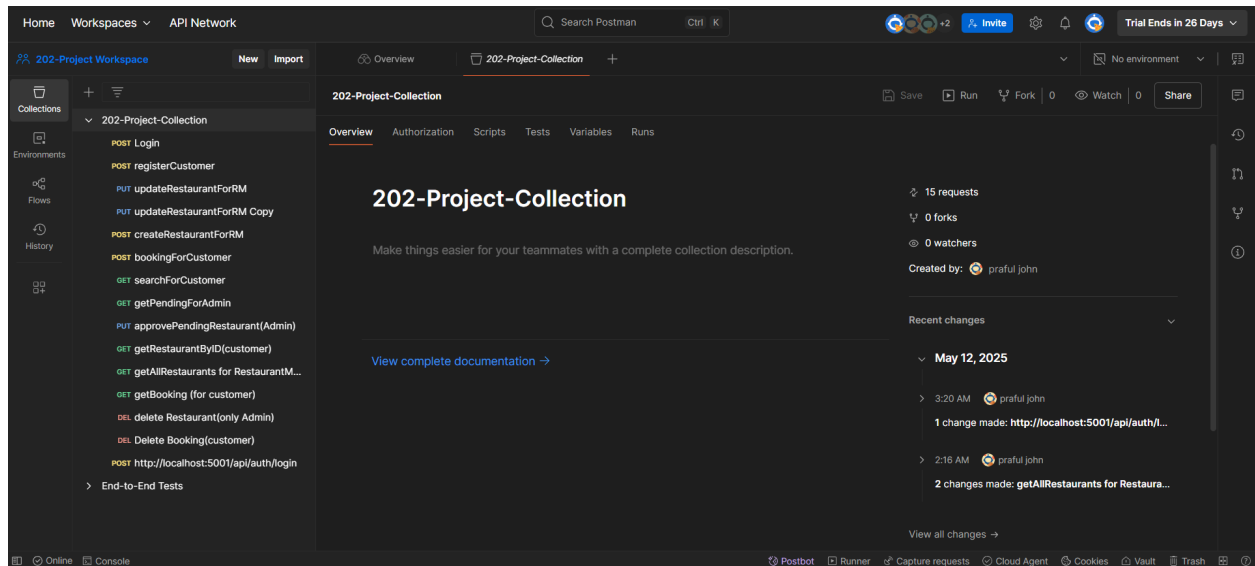 Home Workspaces API Network Search Postman Ctrl K +2 Invite Trial Ends in 26 Days
202-Project Workspace New Import Overview 202-Project-Collection No environment
Collections
Environments
Flows
History
202-Project-Collection
POST Login
POST registerCustomer
PUT updateRestaurantForRM
PUT updateRestaurantForRM Copy
POST createRestaurantForRM
POST bookingForCustomer
GET searchForCustomer
GET getPendingForAdmin
PUT approvePendingRestaurant(Admin)
GET getRestaurantByID(customer)
GET getAllRestaurants for RestaurantM...
GET getBooking (for customer)
DEL delete Restaurant(only Admin)
DEL Delete Booking(customer)
POST http://localhost:5001/api/auth/login
End-to-End Tests
202-Project-Collection Save Run Fork 0 Watch 0 Share
Overview Authorization Scripts Tests Variables Runs
202-Project-Collection
Make things easier for your teammates with a complete collection description.
View complete documentation →
15 requests
0 forks
0 watchers
Created by: praful john
Recent changes
May 12, 2025
3:20 AM praful john
1 change made: http://localhost:5001/api/auth/l...
2:16 AM praful john
2 changes made: getAllRestaurants for Restaura...
View all changes →
Online Console Postbot Runner Capture requests Cloud Agent Cookies Vault Trash